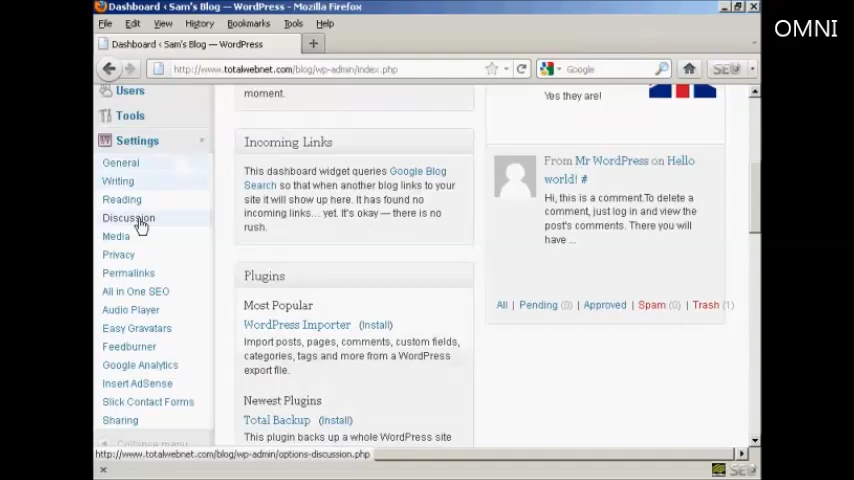 Dashboard ‹ Sam's Blog — WordPress - Mozilla Firefox
OMNI
File Edit View History Bookmarks Tools Help
Dashboard ‹ Sam's Blog — WordPress
http://www.totalwebnet.com/blog/wp-admin/index.php
Google
SEO
Users
Tools
Settings
General
Writing
Reading
Discussion
Media
Privacy
Permalinks
All in One SEO
Audio Player
Easy Gravatars
Feedburner
Google Analytics
Insert AdSense
Slick Contact Forms
Sharing
Collapse menu
moment.
Incoming Links
This dashboard widget queries Google Blog
Search so that when another blog links to your
site it will show up here. It has found no
incoming links… yet. It's okay — there is no
rush.
Plugins
Most Popular
WordPress Importer (Install)
Import posts, pages, comments, custom fields,
categories, tags and more from a WordPress
export file.
Newest Plugins
Total Backup (Install)
This plugin backs up a whole WordPress site
Yes they are!
From Mr WordPress on Hello
world! #
Hi, this is a comment.To delete a
comment, just log in and view the
post's comments. There you will
have ...
All | Pending (0) | Approved | Spam (0) | Trash (1)
http://www.totalwebnet.com/blog/wp-admin/options-discussion.php
SEO